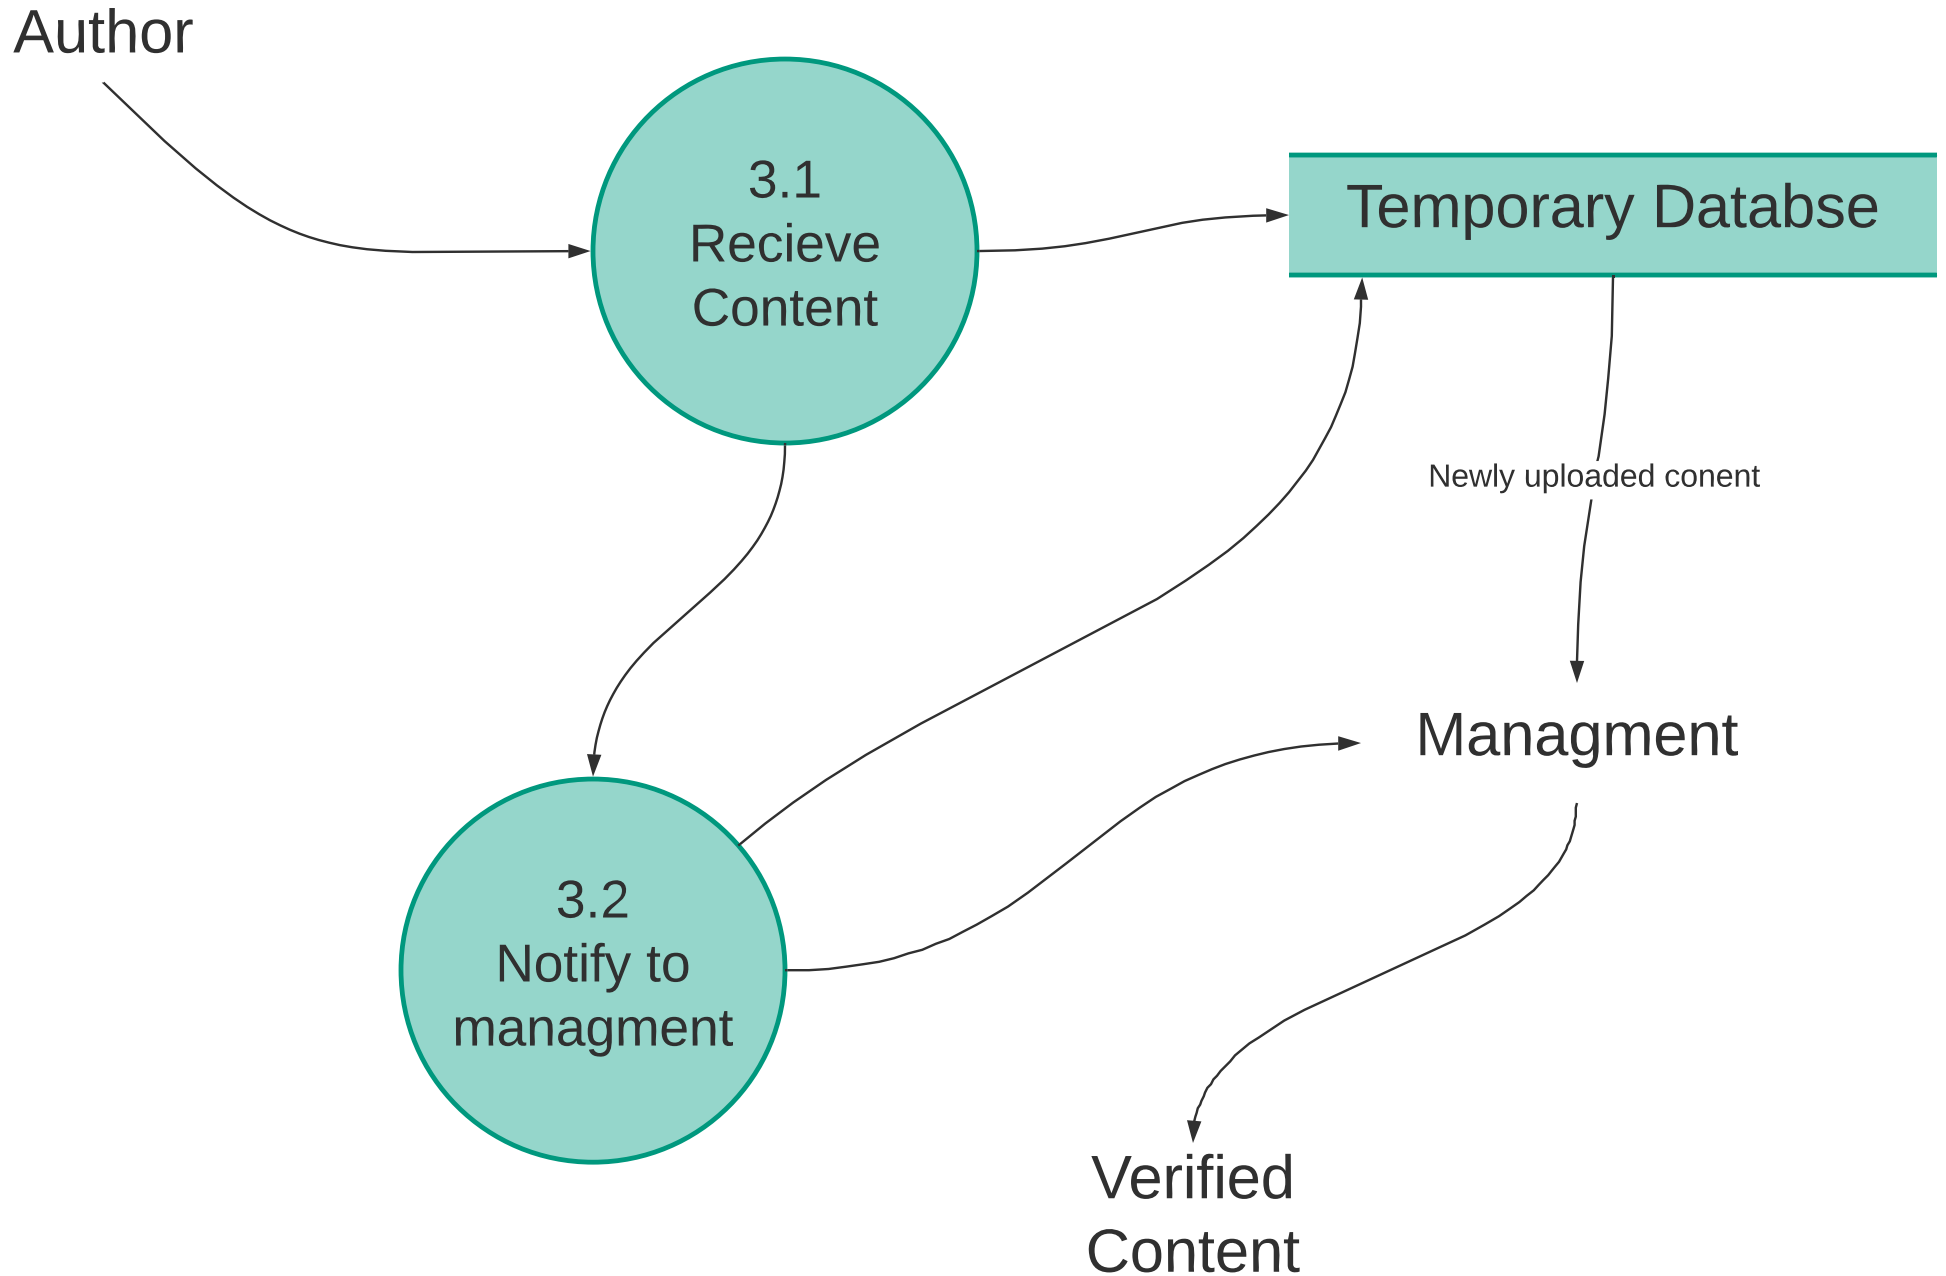 Author
3.1
Recieve
Content
Temporary Databse
Newly uploaded conent
Managment
3.2
Notify to
managment
Verified
Content